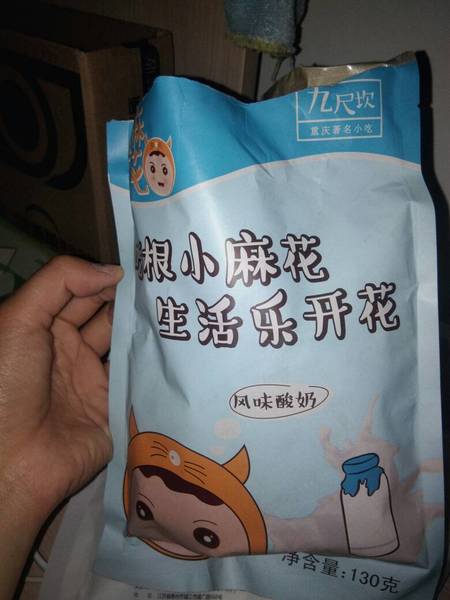 九尺坎
重庆著名小吃
根小麻花
生活乐开花
风味酸奶
净含量:130克